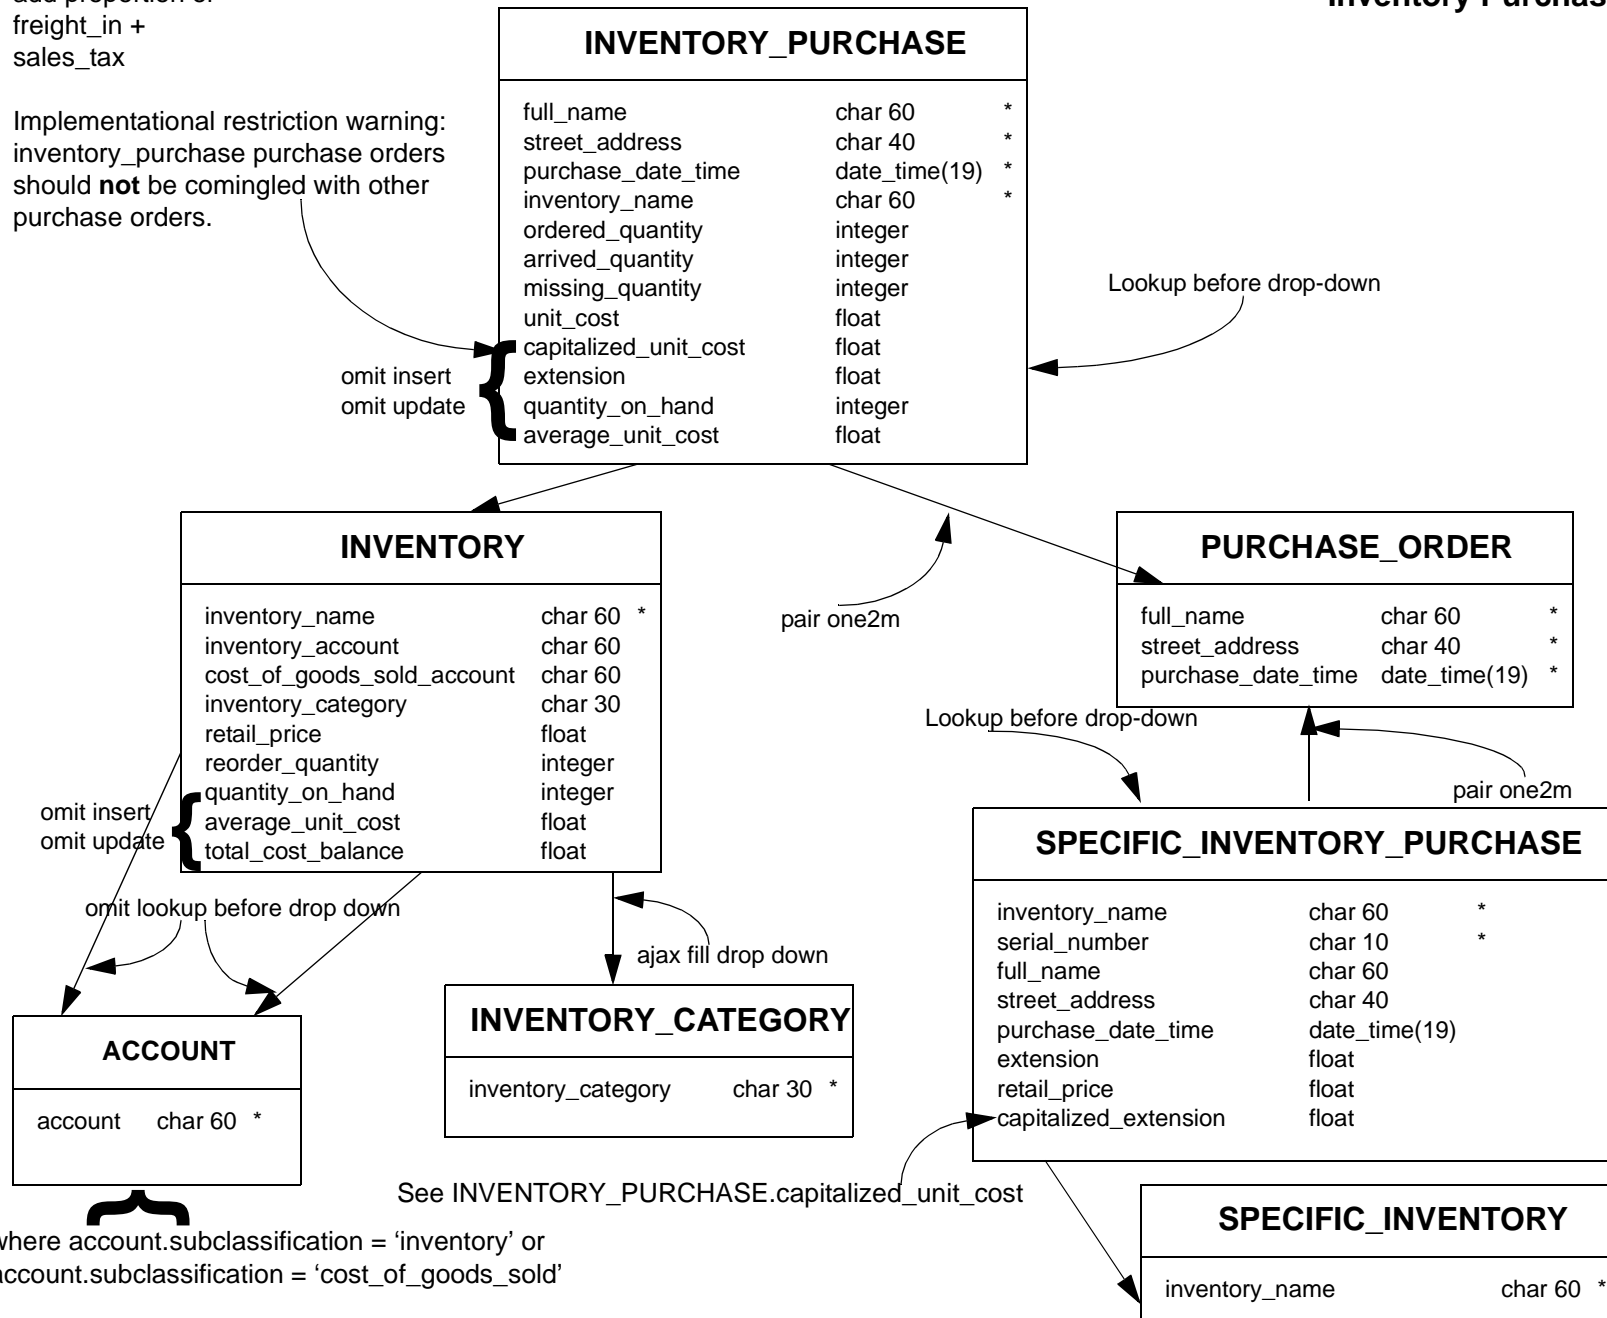 freight_in +
sales_tax
Inventory
Implementational restriction warning:
inventory_purchase purchase orders
should not be comingled with other
purchase orders.
INVENTORY_PURCHASE
full_name char 60 *
street_address char 40 *
purchase_date_time date_time(19) *
inventory_name char 60 *
ordered_quantity integer
arrived_quantity integer
missing_quantity integer
unit_cost float
capitalized_unit_cost float
extension float
quantity_on_hand integer
average_unit_cost float
omit insert
omit update
Lookup before drop-down
INVENTORY
inventory_name char 60 *
inventory_account char 60
cost_of_goods_sold_account char 60
inventory_category char 30
retail_price float
reorder_quantity integer
quantity_on_hand integer
average_unit_cost float
total_cost_balance float
omit insert
omit update
pair one2m
PURCHASE_ORDER
full_name char 60 *
street_address char 40 *
purchase_date_time date_time(19) *
Lookup before drop-down
pair one2m
SPECIFIC_INVENTORY_PURCHASE
inventory_name char 60 *
serial_number char 10 *
full_name char 60
street_address char 40
purchase_date_time date_time(19)
extension float
retail_price float
capitalized_extension float
omit lookup before drop down
ajax fill drop down
ACCOUNT
account char 60 *
INVENTORY_CATEGORY
inventory_category char 30 *
See INVENTORY_PURCHASE.capitalized_unit_cost
where account.subclassification = ‘inventory’ or
account.subclassification = ‘cost_of_goods_sold’
SPECIFIC_INVENTORY
inventory_name char 60 *